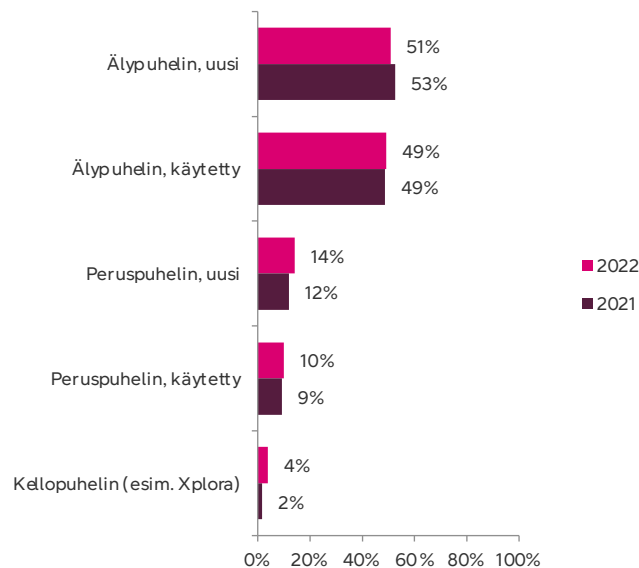 Älypuhelin, uusi
51%
53%
Älypuhelin, käytetty
49%
49%
Peruspuhelin, uusi
14%
12%
2022
2021
Peruspuhelin, käytetty
10%
9%
Kellopuhelin (esim. Xplora)
4%
2%
0% 20% 40% 60% 80% 100%